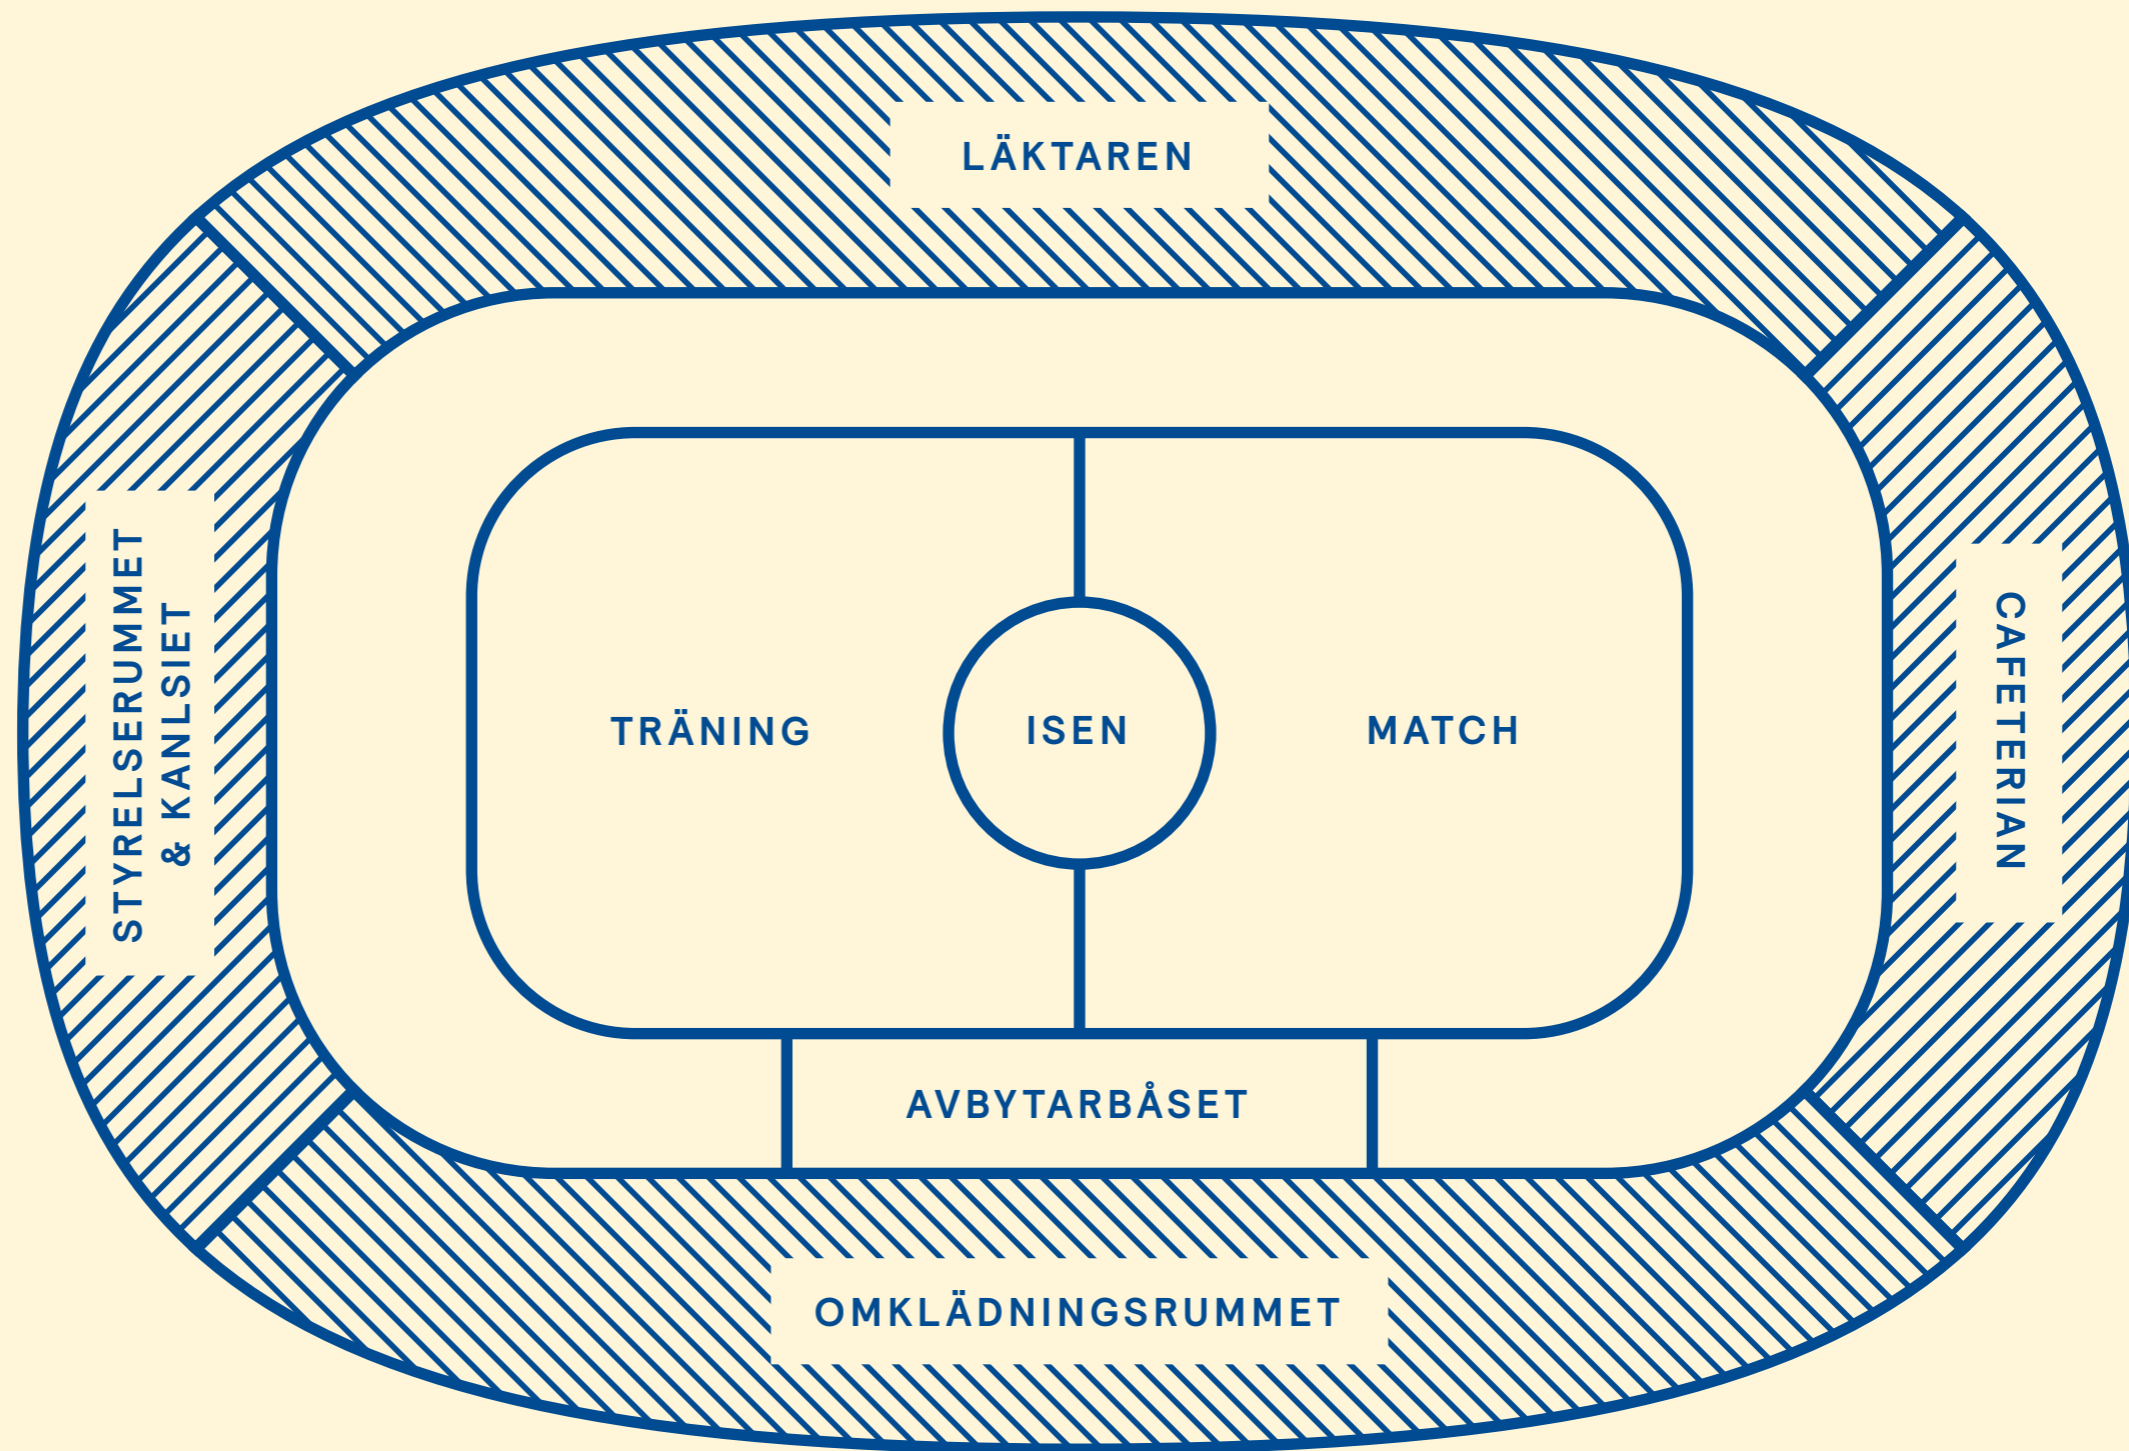 LÄKTAREN
STYRELSERUMMET
& KANLSIET
TRÄNING
ISEN
MATCH
CAFETERIAN
AVBYTARBÅSET
OMKLÄDNINGSRUMMET